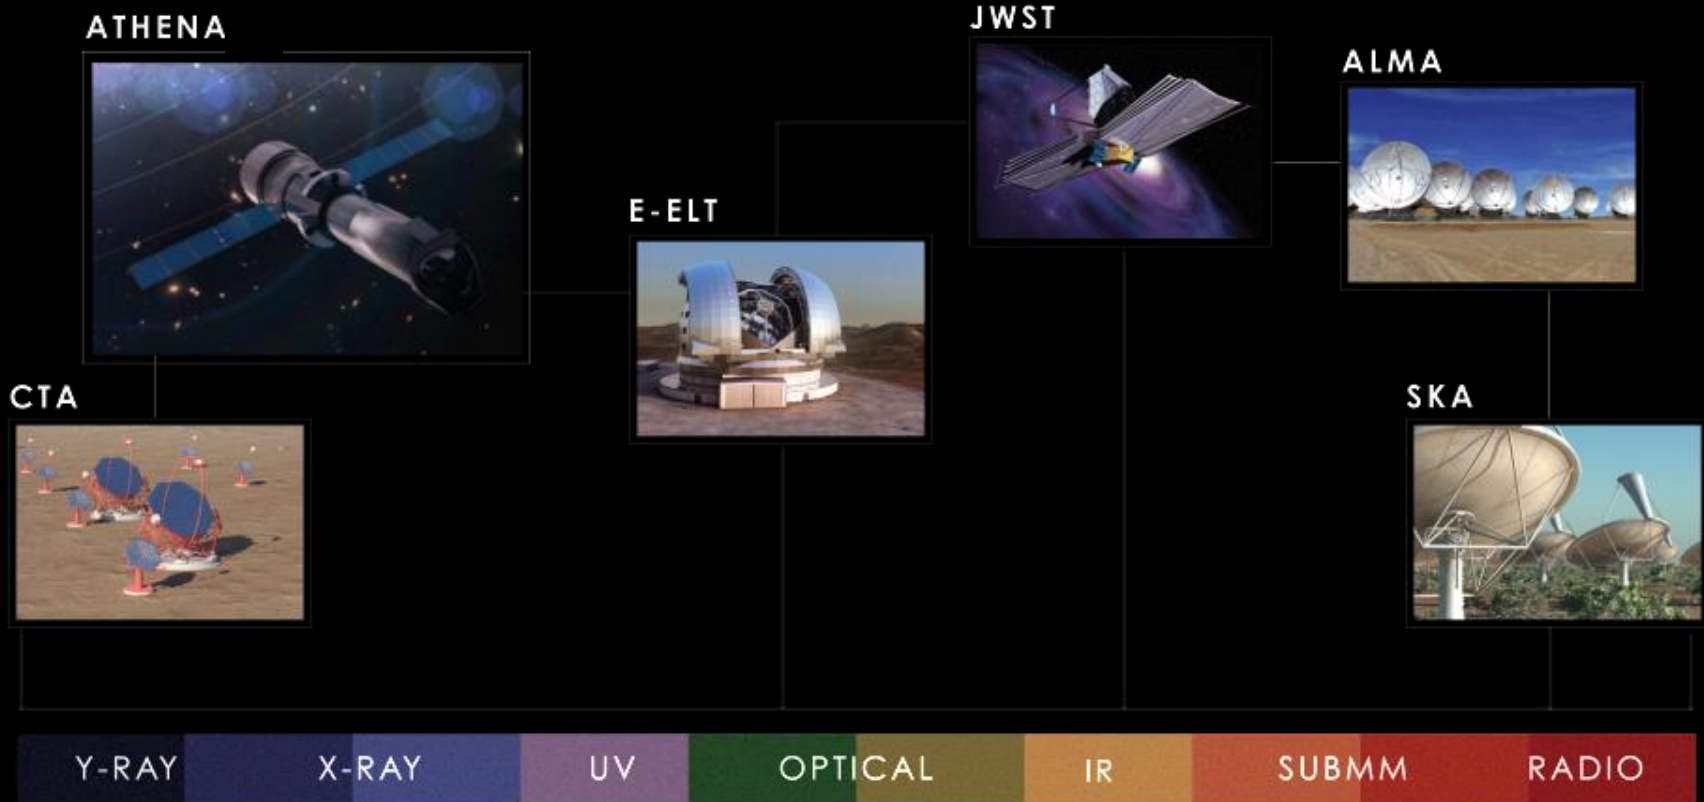 ATHENA
JWST
ALMA
E-ELT
CTA
SKA
Y-RAY X-RAY UV OPTICAL IR SUBMM RADIO